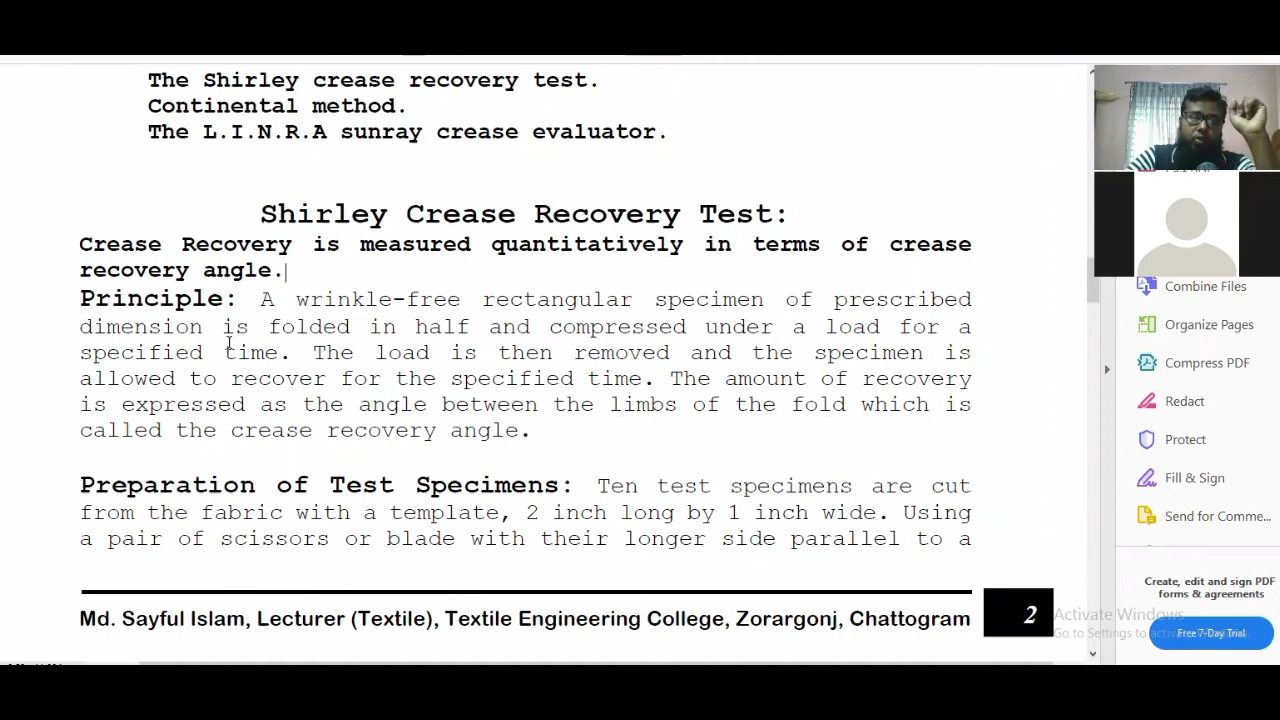 The Shirley crease recovery test.
Continental method.
The L.I.N.R.A sunray crease evaluator.
Shirley Crease Recovery Test:
Crease Recovery is measured quantitatively in terms of crease
recovery angle.
Principle: A wrinkle-free rectangular specimen of prescribed
dimension is folded in half and compressed under a load for a
specified time. The load is then removed and the specimen is
allowed to recover for the specified time. The amount of recovery
is expressed as the angle between the limbs of the fold which is
called the crease recovery angle.
Preparation of Test Specimens: Ten test specimens are cut
from the fabric with a template, 2 inch long by 1 inch wide. Using
a pair of scissors or blade with their longer side parallel to a
Md. Sayful Islam, Lecturer (Textile), Textile Engineering College, Zorargonj, Chattogram
2
Combine Files
Organize Pages
Compress PDF
Redact
Protect
Fill & Sign
Send for Comme...
Create, edit and sign PDF
forms & agreements
Free 7-Day Trial
Activate Windows
Go to Settings to